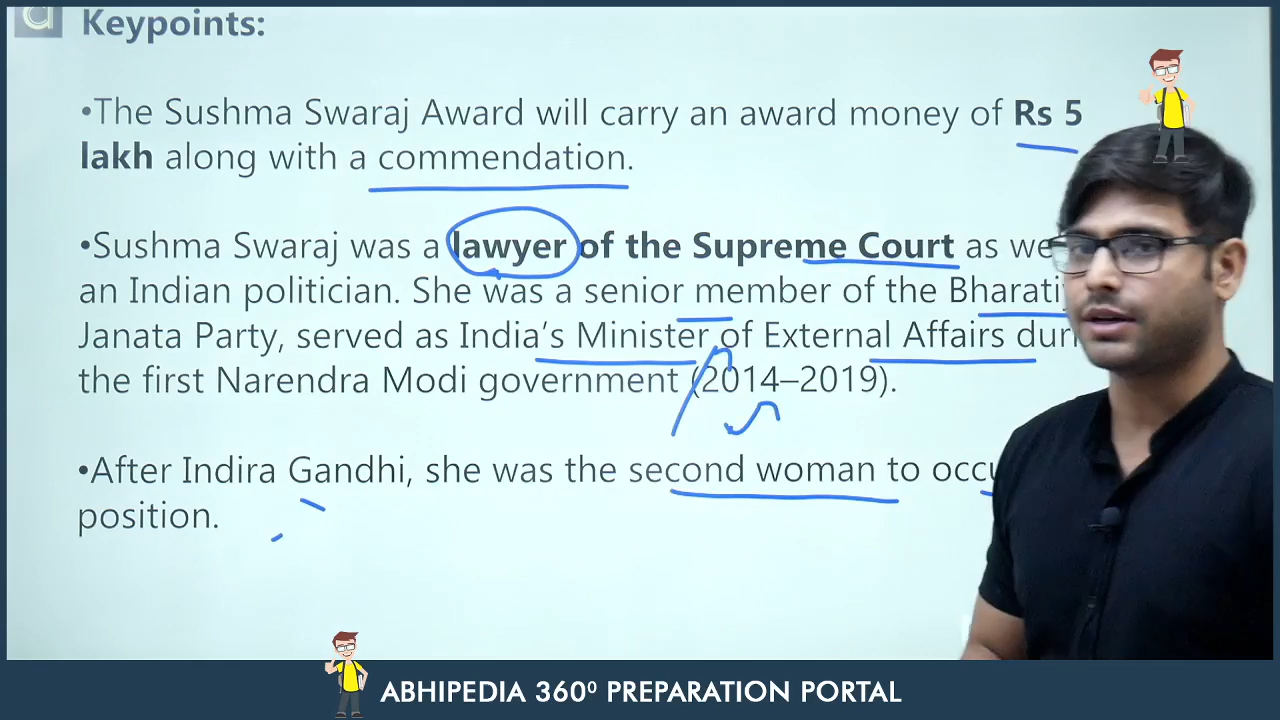 Keypoints:
•The Sushma Swaraj Award will carry an award money of Rs 5
lakh along with a commendation.
•Sushma Swaraj was a lawyer of the Supreme Court as we
an Indian politician. She was a senior member of the Bharatiy
Janata Party, served as India's Minister of External Affairs duri
the first Narendra Modi government (2014–2019).
•After Indira Gandhi, she was the second woman to occu
position.
ABHIPEDIA 360⁰ PREPARATION PORTAL